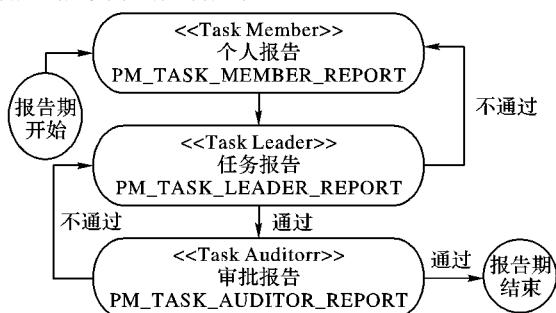 <<Task Member>>
个人报告
PM_TASK_MEMBER_REPORT
报告期
开始
不通过
<<Task Leader>>
任务报告
PM_TASK_LEADER_REPORT
不通过
通过
<<Task Auditorr>>
审批报告
PM_TASK_AUDITOR_REPORT
通过
报告期
结束